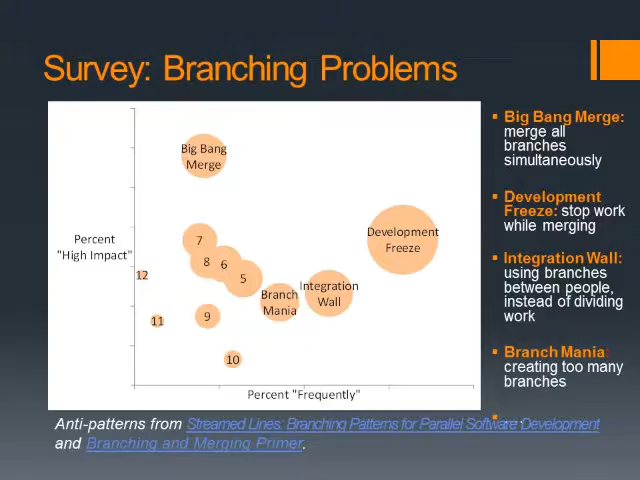 Survey: Branching Problems
Big Bang
Merge
7
8
6
5
Development
Freeze
Percent
"High Impact"
12
Branch
Mania
Integration
Wall
11
9
10
Percent "Frequently"
Big Bang Merge:
merge all
branches
simultaneously
Development
Freeze: stop work
while merging
Integration Wall:
using branches
between people,
instead of dividing
work
Branch Mania:
creating too many
branches
...
Anti-patterns from Streamed Lines: Branching Patterns for Parallel Software Development
and Branching and Merging Primer.